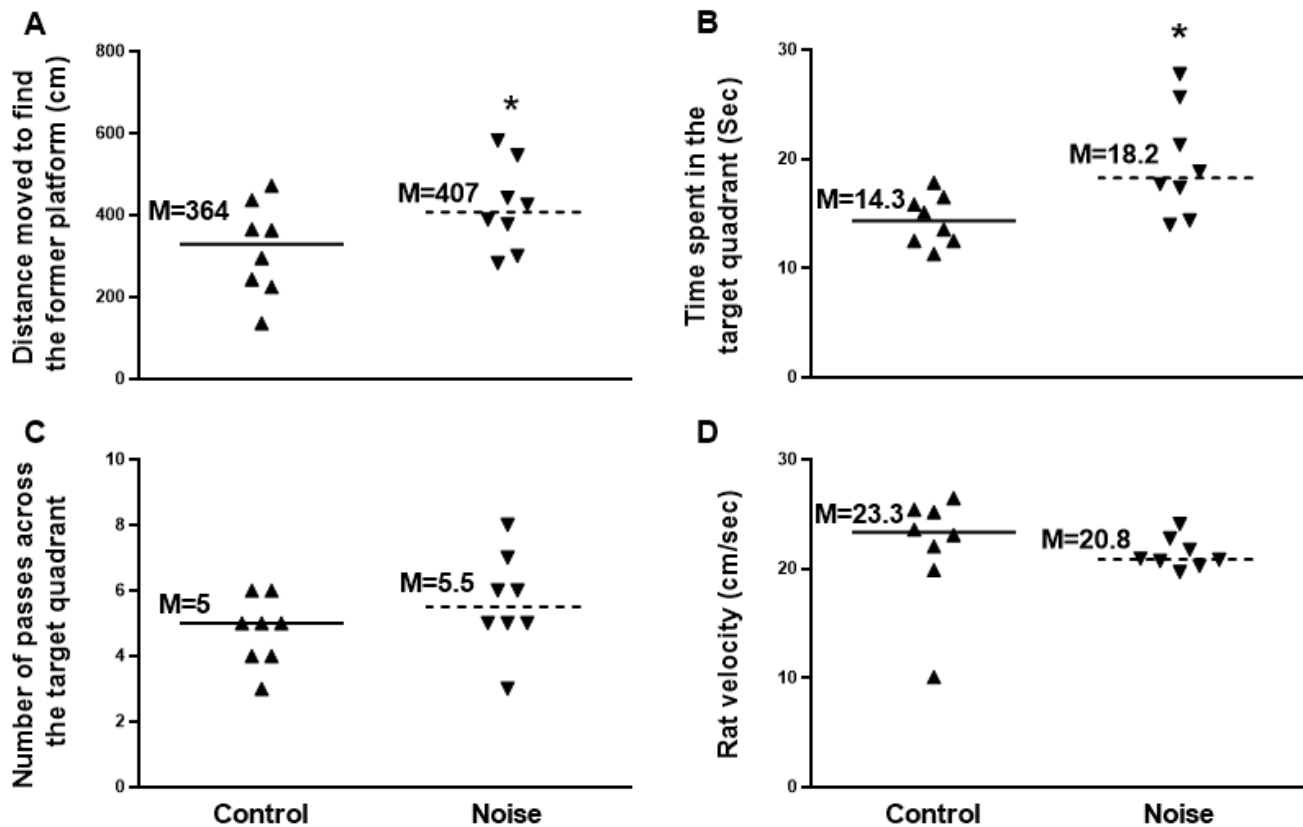 A
Distance moved to find
the former platform (cm)
800
600
400
200
0
M=364
M=407
*
B
Time spent in the
target quadrant (Sec)
30
20
10
0
M=14.3
M=18.2
*
C
Number of passes across
the target quadrant
10
8
6
4
2
0
M=5
M=5.5
Control
Noise
D
Rat velocity (cm/sec)
30
20
10
0
M=23.3
M=20.8
Control
Noise